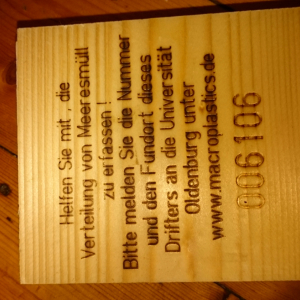 Helfen Sie mit , die
Verteilung von Meeresmüll
zu erfassen !
Bitte melden Sie die Nummer
und den Fundort dieses
Drifters an die Universität
Oldenburg unter
www.macroplastics.de
006106